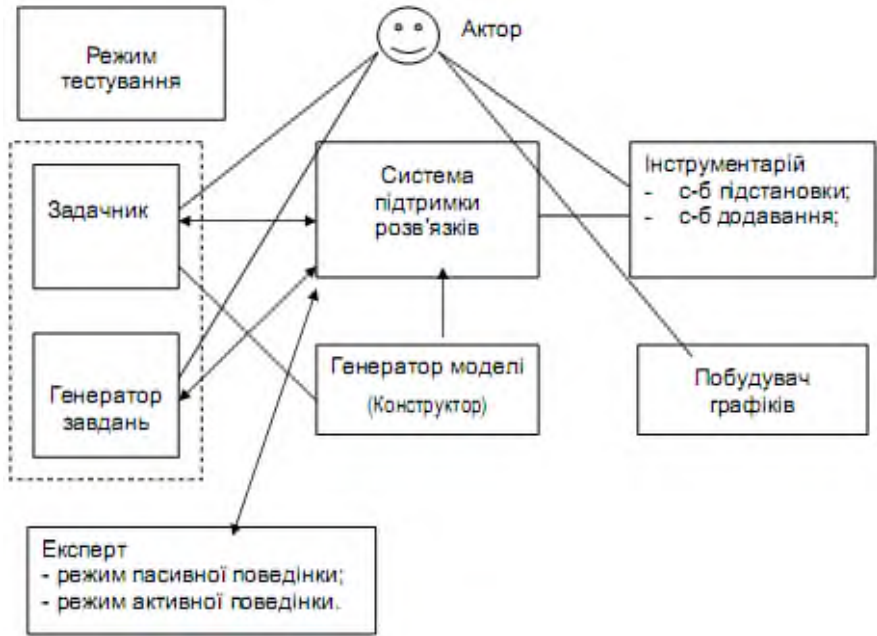 Актор
Режим
тестування
Задачник
Система
підтримки
розв'язків
Інструментарій
- с-б підстановки;
- с-б додавання;
Генератор
завдань
Генератор моделі
(Конструктор)
Побудувач
графіків
Експерт
- режим пасивної поведінки;
- режим активної поведінки.